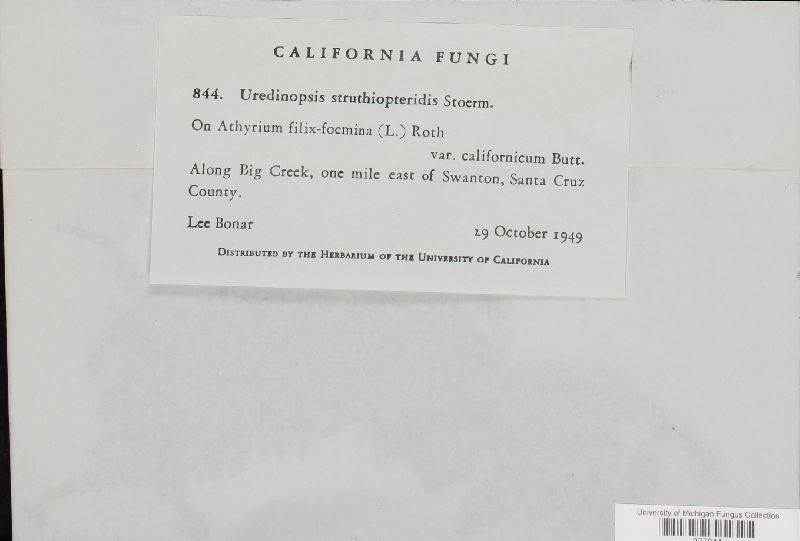 CALIFORNIA FUNGI
844. Uredinopsis struthiopteridis Stoerm.
On Athyrium filix-foemina (L.) Roth
var. californicum Butt.
Along Big Creek, one mile east of Swanton, Santa Cruz
County.
Lee Bonar
29 October 1949
DISTRIBUTED BY THE HERBARIUM OF THE UNIVERSITY OF CALIFORNIA
University of Michigan Fungus Collection